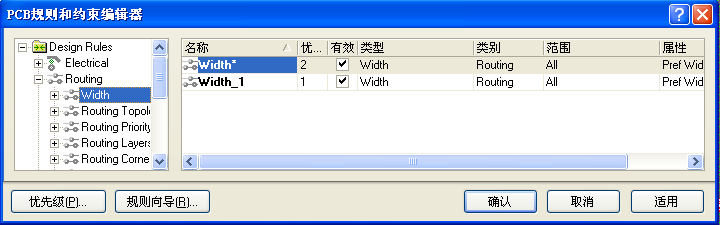 PCB规则和约束编辑器
Design Rules
Electrical
Routing
Width
Routing Topol
Routing Priority
Routing Layers
Routing Corne
名称 优... 有效 类型 类别 范围 属性
Width* 2 Width Routing All Pref Wid
Width_1 1 Width Routing All Pref Wid
优先级(P)... 规则向导(R)... 确认 取消 适用